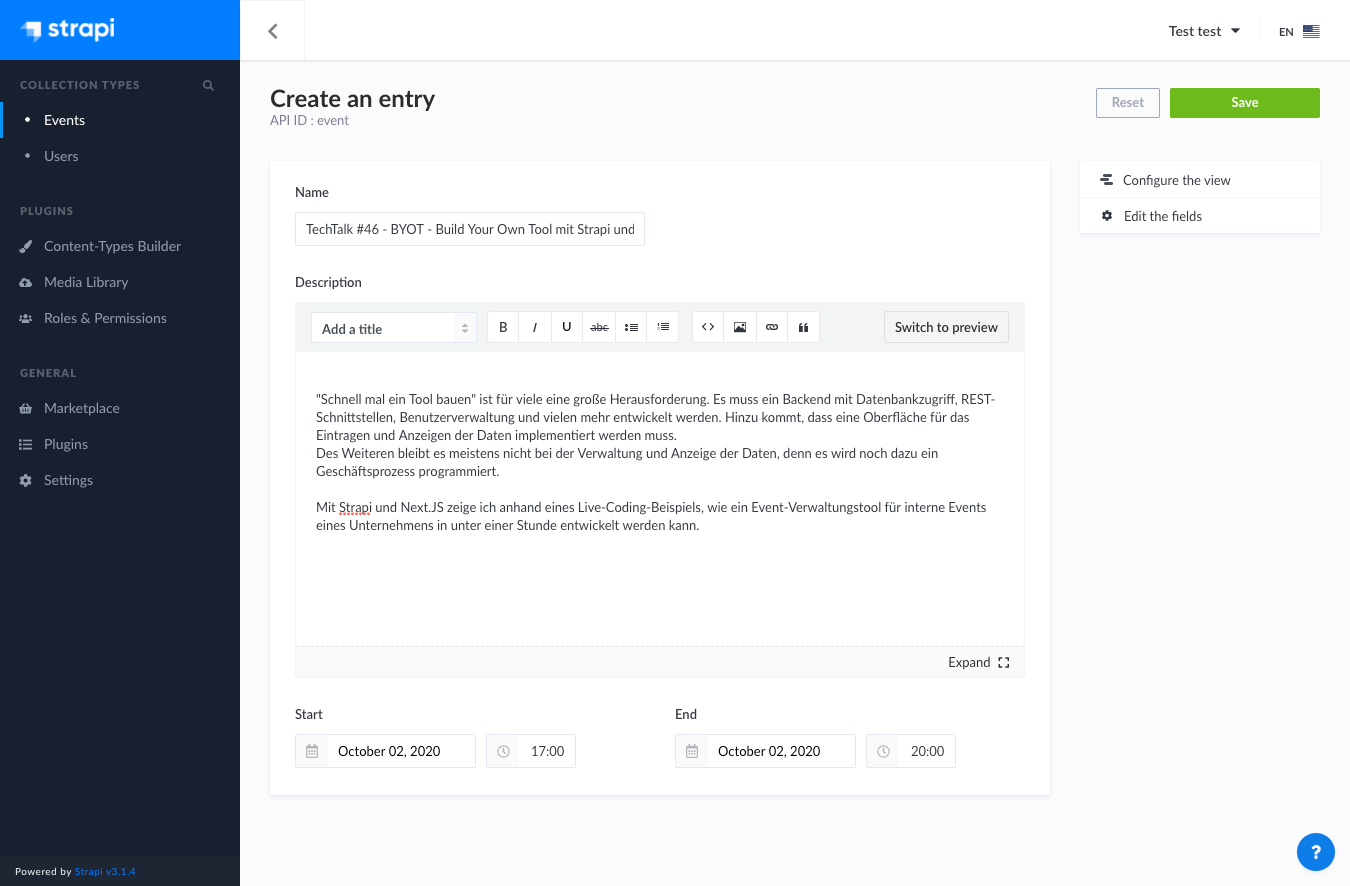 strapi
Test test
EN
COLLECTION TYPES
Events
Users
PLUGINS
Content-Types Builder
Media Library
Roles & Permissions
GENERAL
Marketplace
Plugins
Settings
Powered by Strapi v3.1.4
Create an entry
API ID : event
Reset
Save
Name
TechTalk #46 - BYOT - Build Your Own Tool mit Strapi und
Description
Add a title
B
I
U
abc
Switch to preview
"Schnell mal ein Tool bauen" ist für viele eine große Herausforderung. Es muss ein Backend mit Datenbankzugriff, REST-
Schnittstellen, Benutzerverwaltung und vielen mehr entwickelt werden. Hinzu kommt, dass eine Oberfläche für das
Eintragen und Anzeigen der Daten implementiert werden muss.
Des Weiteren bleibt es meistens nicht bei der Verwaltung und Anzeige der Daten, denn es wird noch dazu ein
Geschäftsprozess programmiert.
Mit Strapi und Next.JS zeige ich anhand eines Live-Coding-Beispiels, wie ein Event-Verwaltungstool für interne Events
eines Unternehmens in unter einer Stunde entwickelt werden kann.
Expand
Start
October 02, 2020
17:00
End
October 02, 2020
20:00
Configure the view
Edit the fields
?